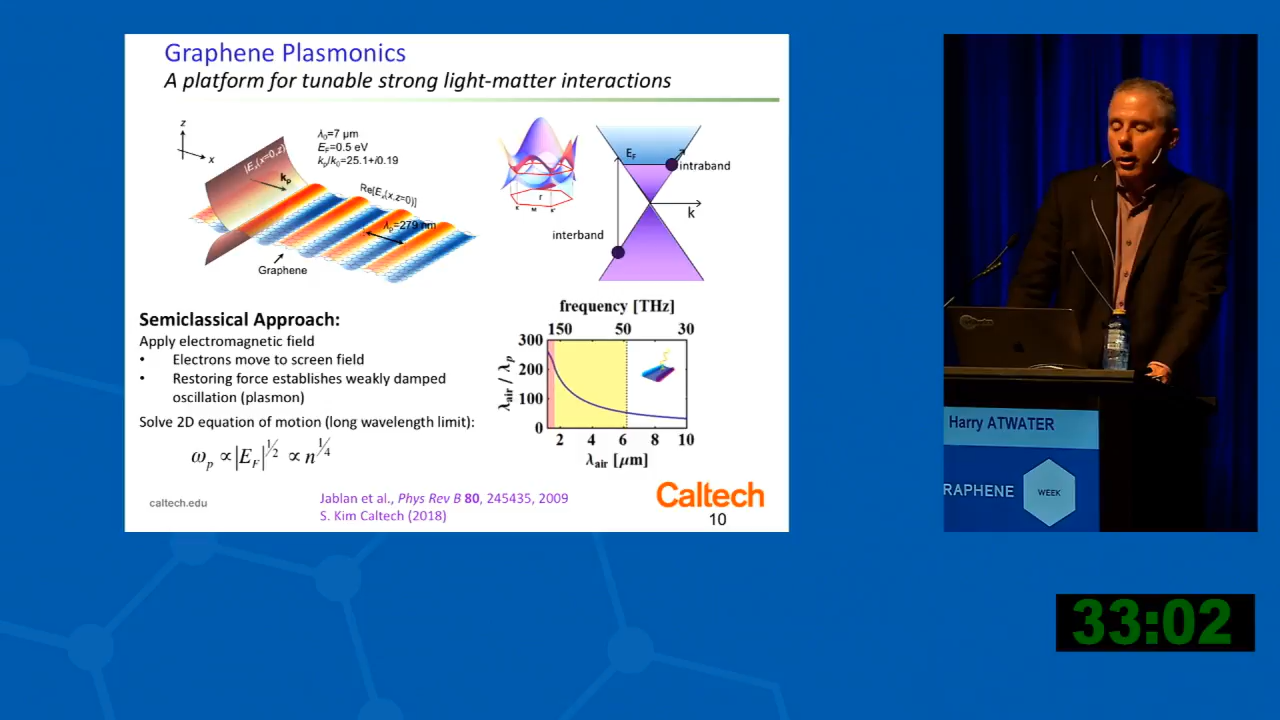 Graphene Plasmonics
A platform for tunable strong light-matter interactions
z
x
|Eₓ(x=0,z)|
kₚ
λ₀=7 μm
E_F=0.5 eV
kₚ/k₀=25.1+i0.19
Re[Eₓ(x,z=0)]
λₚ=279 nm
Graphene
E_F
intraband
k
interband
Γ
K M K'
Semiclassical Approach:
Apply electromagnetic field
• Electrons move to screen field
• Restoring force establishes weakly damped
oscillation (plasmon)
Solve 2D equation of motion (long wavelength limit):
ωₚ ∝ |E_F|^½ ∝ n^¼
frequency [THz]
150 50 30
300
200
100
0
λair / λₚ
2 4 6 8 10
λair [μm]
caltech.edu
Jablan et al., Phys Rev B 80, 245435, 2009
S. Kim Caltech (2018)
Caltech
10
Harry ATWATER
RAPHENE
WEEK
33:02